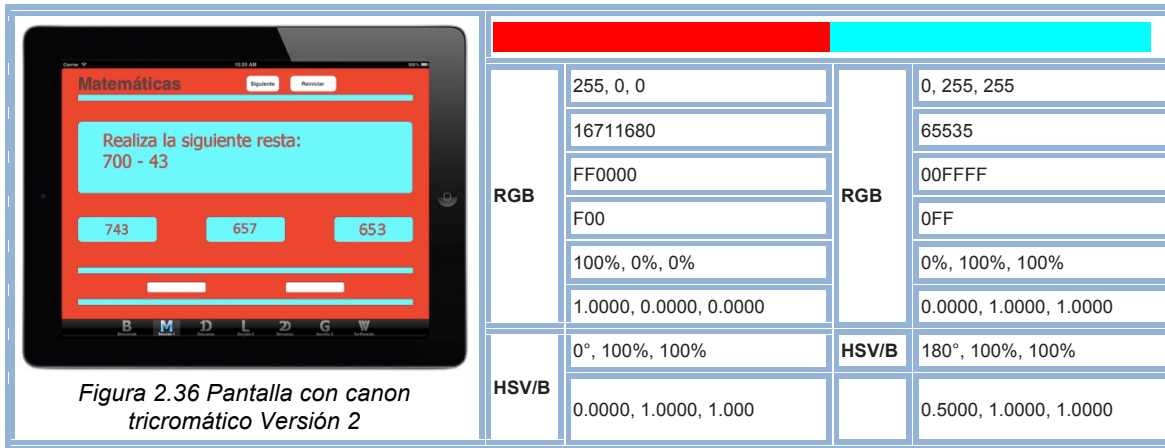 Carrier
10:20 AM
100%
Matemáticas
Siguiente
Reiniciar
Realiza la siguiente resta:
700 - 43
743
657
653
B
M
D
L
D
G
W
Sección 1
Verificación
Figura 2.36 Pantalla con canon
tricromático Versión 2
RGB
255, 0, 0
16711680
FF0000
F00
100%, 0%, 0%
1.0000, 0.0000, 0.0000
RGB
0, 255, 255
65535
00FFFF
0FF
0%, 100%, 100%
0.0000, 1.0000, 1.0000
HSV/B
0°, 100%, 100%
0.0000, 1.0000, 1.000
HSV/B
180°, 100%, 100%
0.5000, 1.0000, 1.0000